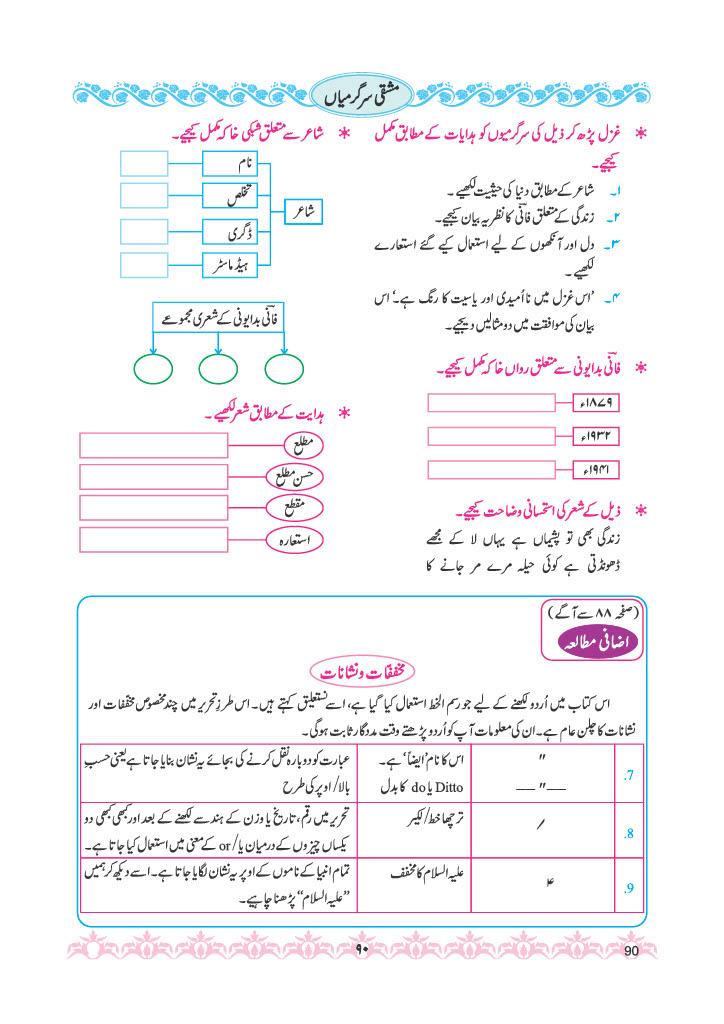 مشقی سرگرمیاں
* غزل پڑھ کر ذیل کی سرگرمیوں کو ہدایات کے مطابق مکمل
کیجیے۔
۱۔ شاعر کے مطابق دنیا کی حیثیت لکھیے۔
۲۔ زندگی کے متعلق فانیؔ کا نظریہ بیان کیجیے۔
۳۔ دل اور آنکھوں کے لیے استعمال کیے گئے استعارے
لکھیے۔
۴۔ ’اس غزل میں ناامیدی اور یاسیت کا رنگ ہے۔‘ اس
بیان کی موافقت میں دو مثالیں دیجیے۔
* فانیؔ بدایونی سے متعلق رواں خاکہ مکمل کیجیے۔
۱۸۷۹ء
۱۹۳۲ء
۱۹۴۱ء
* ذیل کے شعر کی استحسانی وضاحت کیجیے۔
زندگی بھی تو پشیماں ہے یہاں لا کے مجھے
ڈھونڈتی ہے کوئی حیلہ مرے مر جانے کا
* شاعر سے متعلق شبکی خاکہ مکمل کیجیے۔
شاعر
نام
تخلص
ڈگری
ہیڈ ماسٹر
فانیؔ بدایونی کے شعری مجموعے
* ہدایت کے مطابق شعر لکھیے۔
مطلع
حسن مطلع
مقطع
استعارہ
(صفحہ ۸۸ سے آگے)
اضافی مطالعہ
مخففات و نشانات
اس کتاب میں اُردو لکھنے کے لیے جو رسم الخط استعمال کیا گیا ہے، اسے نستعلیق کہتے ہیں۔ اس طرزِ تحریر میں چند مخصوص مخففات اور
نشانات کا چلن عام ہے۔ ان کی معلومات آپ کو اُردو پڑھتے وقت مددگار ثابت ہوگی۔
7. " اس کا نام ’ایضاً‘ ہے۔ عبارت کو دوبارہ نقل کرنے کی بجائے یہ نشان بنایا جاتا ہے یعنی حسبِ
—"— Ditto یا do کا بدل بالا/ اوپر کی طرح
8. / ترچھا خط/ لکیر تحریر میں رقم، تاریخ یا وزن کے ہندسے لکھنے کے بعد اور کبھی کبھی دو
یکساں چیزوں کے درمیان یا/ or کے معنی میں استعمال کیا جاتا ہے۔
9. ؑ علیہ السلام کا مخفف تمام انبیا کے ناموں کے اوپر یہ نشان لگایا جاتا ہے۔ اسے دیکھ کر ہمیں
”علیہ السلام“ پڑھنا چاہیے۔
۹۰
90